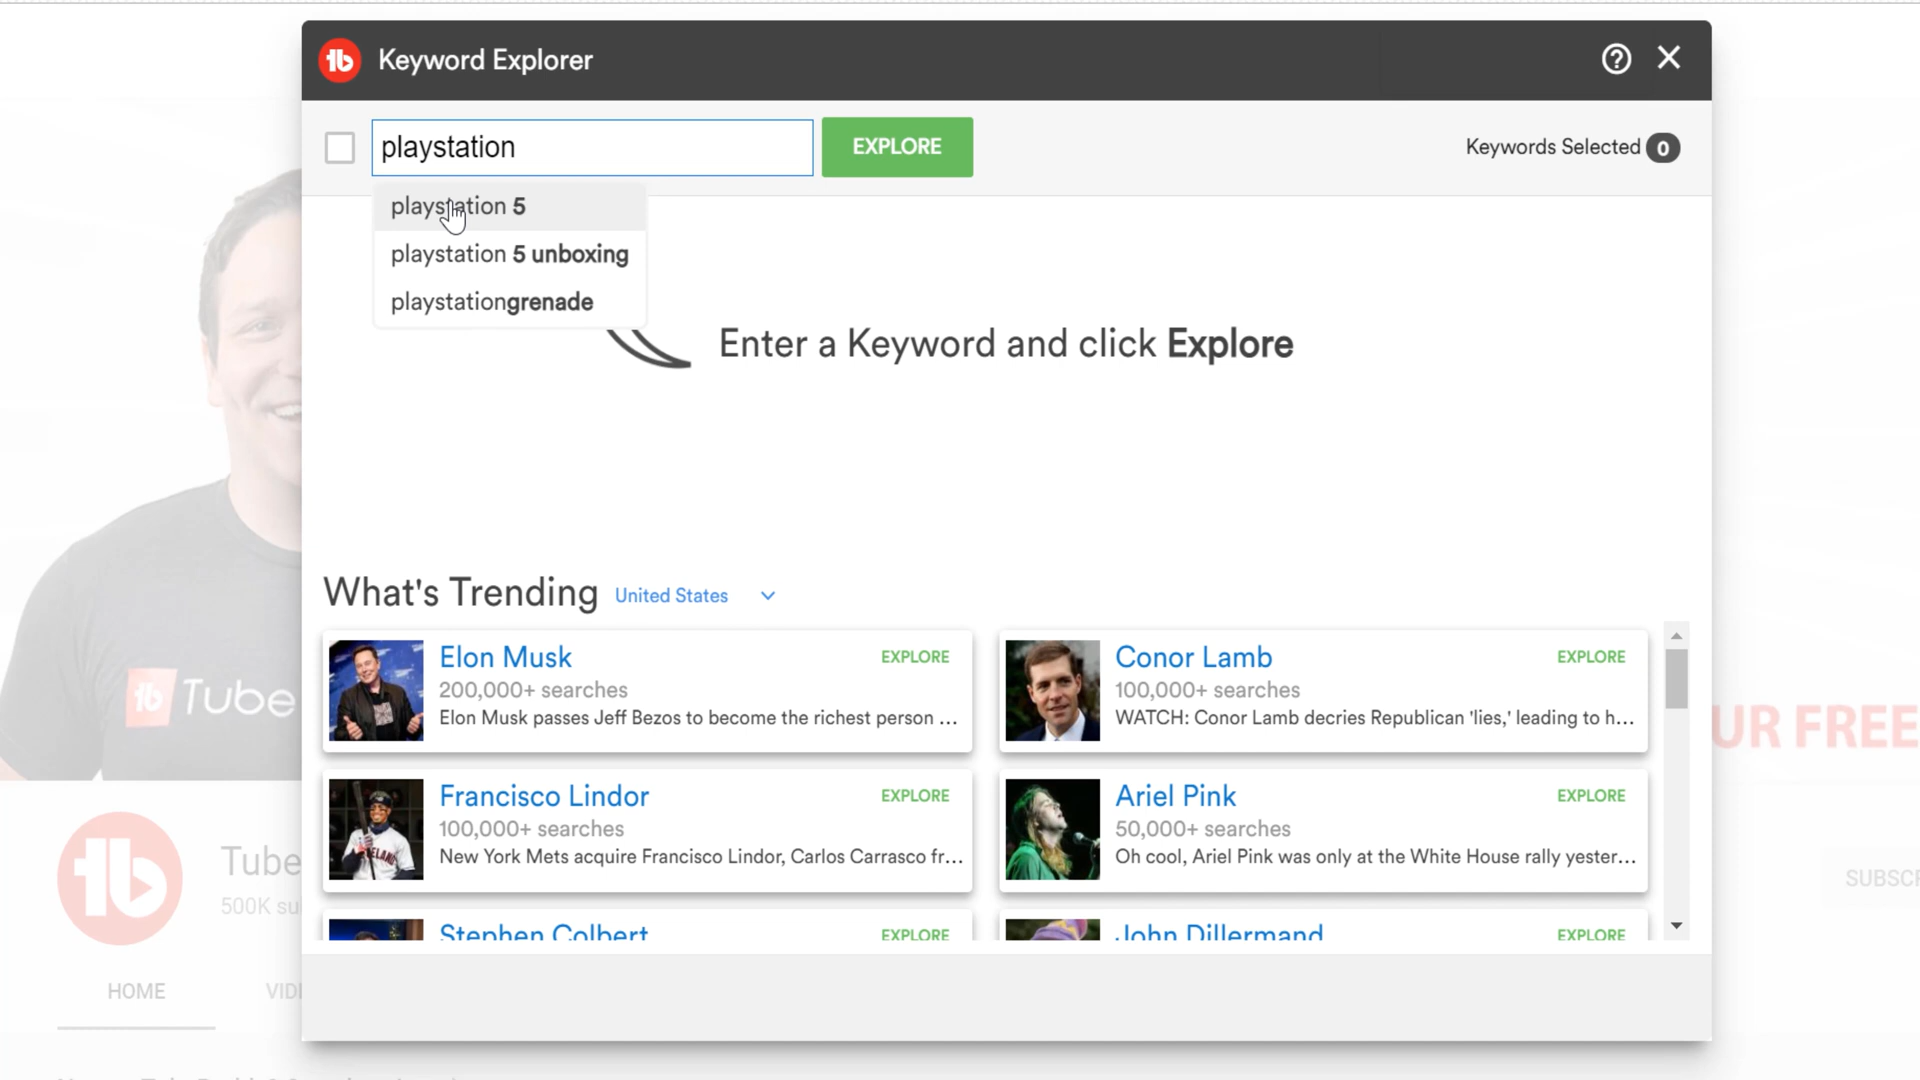 Keyword Explorer
playstation
EXPLORE
Keywords Selected 0
playstation 5
playstation 5 unboxing
playstationgrenade
Enter a Keyword and click Explore
What's Trending United States
Elon Musk EXPLORE
200,000+ searches
Elon Musk passes Jeff Bezos to become the richest person ...
Conor Lamb EXPLORE
100,000+ searches
WATCH: Conor Lamb decries Republican 'lies,' leading to h...
Francisco Lindor EXPLORE
100,000+ searches
New York Mets acquire Francisco Lindor, Carlos Carrasco fr...
Ariel Pink EXPLORE
50,000+ searches
Oh cool, Ariel Pink was only at the White House rally yester...
Stephen Colbert EXPLORE
John Dillermand EXPLORE
Tube
UR FREE
Tube
500K su
SUBSCR
HOME
VID